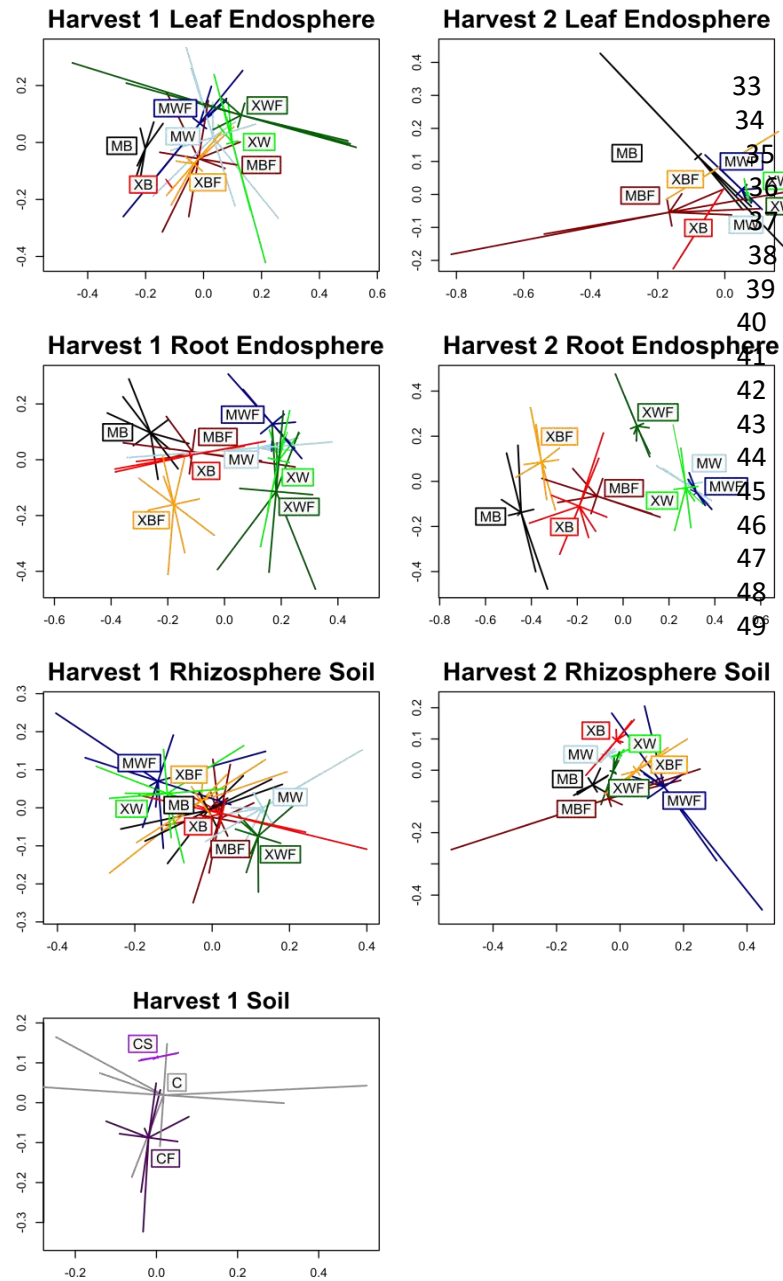 Harvest 1 Leaf Endosphere
0.2
0.0
-0.2
-0.4
MWF
XWF
MB
MW
XW
MBF
XB
XBF
-0.4 -0.2 0.0 0.2 0.4 0.6
Harvest 2 Leaf Endosphere
0.4
0.3
0.2
0.1
0.0
-0.1
-0.2
MB
MWF
XBF
MBF
XB
MW
-0.8 -0.6 -0.4 -0.2 0.0
Harvest 1 Root Endosphere
0.2
0.0
-0.2
-0.4
MWF
MB
MBF
MW
XB
XW
XWF
XBF
-0.6 -0.4 -0.2 0.0 0.2 0.4
Harvest 2 Root Endosphere
0.4
0.2
0.0
-0.2
-0.4
XWF
XBF
MW
MBF
MWF
XW
MB
XB
-0.8 -0.6 -0.4 -0.2 0.0 0.2 0.4 0.6
Harvest 1 Rhizosphere Soil
0.3
0.2
0.1
0.0
-0.1
-0.2
-0.3
MWF
XBF
XW
MB
MW
XB
MBF
XWF
-0.4 -0.2 0.0 0.2 0.4
Harvest 2 Rhizosphere Soil
0.2
0.1
0.0
-0.2
-0.4
XB
XW
MW
XBF
MB
XWF
MBF
MWF
-0.4 -0.2 0.0 0.2 0.4
Harvest 1 Soil
0.2
0.1
0.0
-0.1
-0.2
-0.3
CS
C
CF
-0.2 0.0 0.2 0.4
33
34
35
36
37
38
39
40
41
42
43
44
45
46
47
48
49